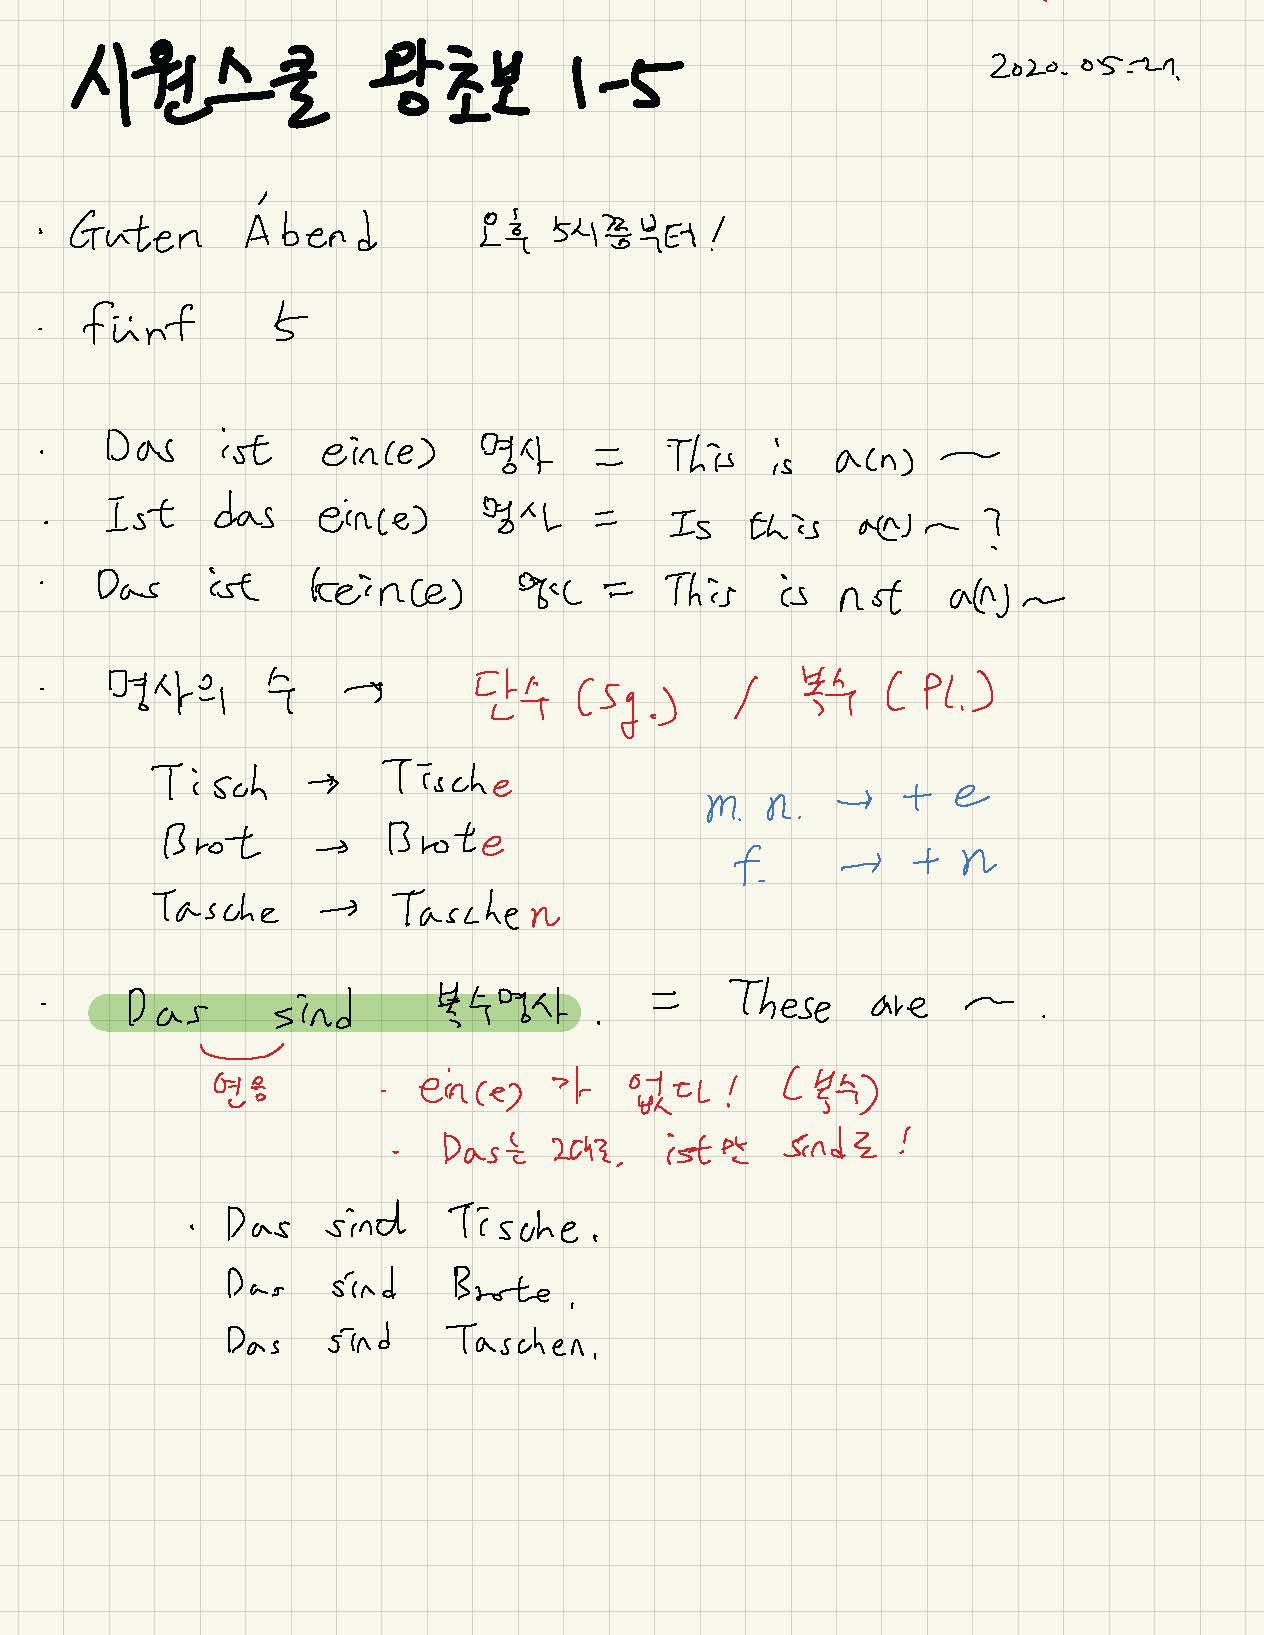 시원스쿨 왕초보 1-5
2020.05.27.
· Guten Ábend 오후 5시쯤부터!
· fünf 5
· Das ist ein(e) 명사 = This is a(n) ~
· Ist das ein(e) 명사 = Is this a(n) ~ ?
· Das ist kein(e) 명사 = This is not a(n) ~
· 명사의 수 → 단수 (Sg.) / 복수 (Pl.)
Tisch → Tische
m. n. → + e
Brot → Brote
f. → + n
Tasche → Taschen
· Das sind 복수명사. = These are ~ .
연음 · ein(e) 가 없다! (복수)
· Das는 그대로, ist만 sind로!
· Das sind Tische.
Das sind Brote.
Das sind Taschen.